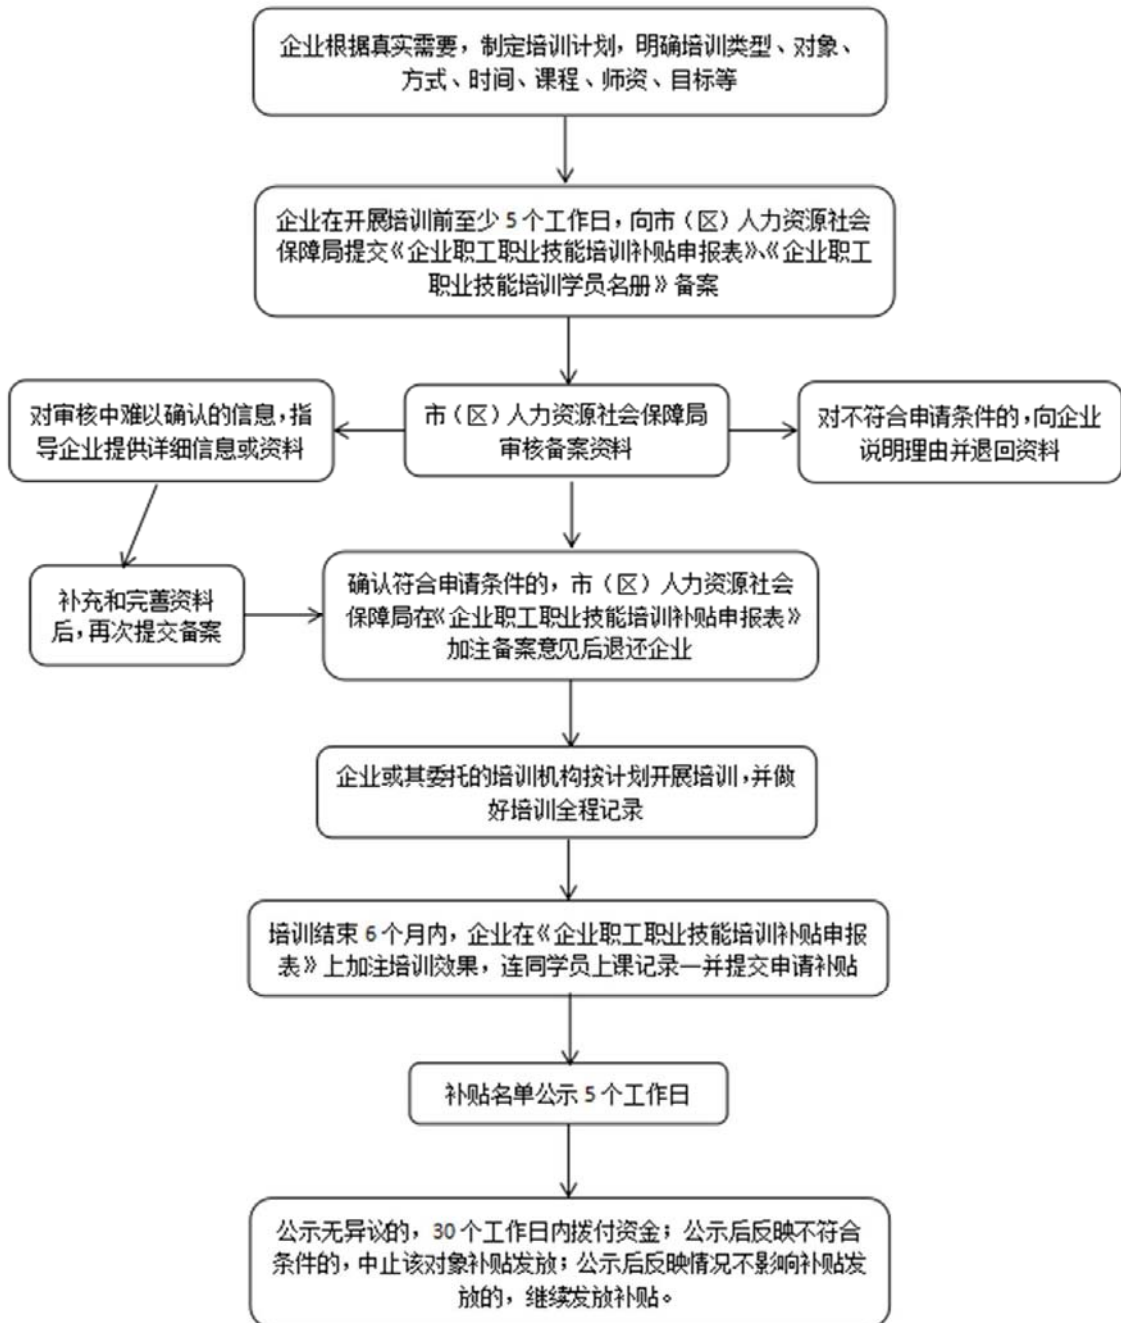 企业根据真实需要，制定培训计划，明确培训类型、对象、
方式、时间、课程、师资、目标等
企业在开展培训前至少 5 个工作日，向市（区）人力资源社会
保障局提交《企业职工职业技能培训补贴申报表》、《企业职工
职业技能培训学员名册》备案
对审核中难以确认的信息，指
导企业提供详细信息或资料
市（区）人力资源社会保障局
审核备案资料
对不符合申请条件的，向企业
说明理由并退回资料
补充和完善资料
后，再次提交备案
确认符合申请条件的，市（区）人力资源社会
保障局在《企业职工职业技能培训补贴申报表》
加注备案意见后退还企业
企业或其委托的培训机构按计划开展培训，并做
好培训全程记录
培训结束 6 个月内，企业在《企业职工职业技能培训补贴申报
表》上加注培训效果，连同学员上课记录一并提交申请补贴
补贴名单公示 5 个工作日
公示无异议的，30 个工作日内拨付资金；公示后反映不符合
条件的，中止该对象补贴发放；公示后反映情况不影响补贴发
放的，继续发放补贴。